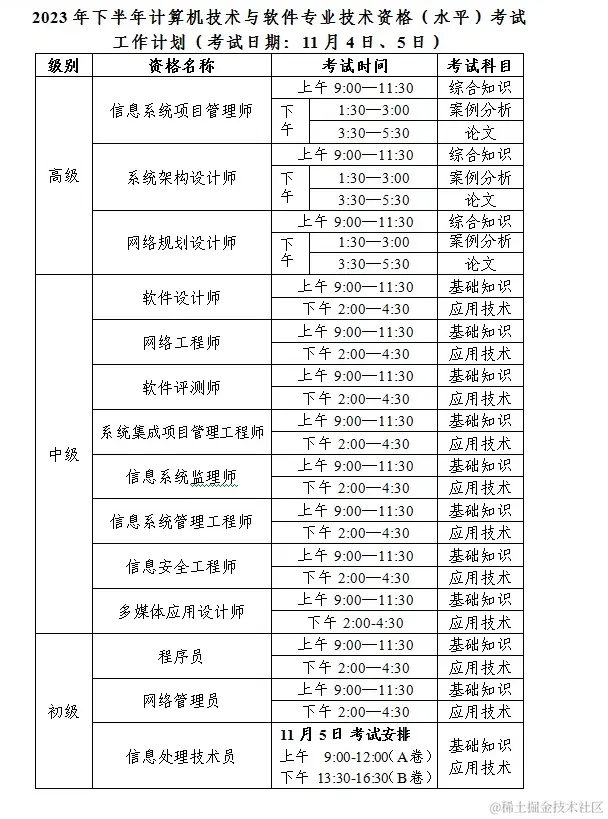 2023 年下半年计算机技术与软件专业技术资格（水平）考试
工作计划（考试日期：11 月 4 日、5 日）
级别 资格名称 考试时间 考试科目
高级
信息系统项目管理师
上午 9:00—11:30 综合知识
下午
1:30—3:00 案例分析
3:30—5:30 论文
系统架构设计师
上午 9:00—11:30 综合知识
下午
1:30—3:00 案例分析
3:30—5:30 论文
网络规划设计师
上午 9:00—11:30 综合知识
下午
1:30—3:00 案例分析
3:30—5:30 论文
中级
软件设计师
上午 9:00—11:30 基础知识
下午 2:00—4:30 应用技术
网络工程师
上午 9:00—11:30 基础知识
下午 2:00—4:30 应用技术
软件评测师
上午 9:00—11:30 基础知识
下午 2:00—4:30 应用技术
系统集成项目管理工程师
上午 9:00—11:30 基础知识
下午 2:00—4:30 应用技术
信息系统监理师
上午 9:00—11:30 基础知识
下午 2:00—4:30 应用技术
信息系统管理工程师
上午 9:00—11:30 基础知识
下午 2:00—4:30 应用技术
信息安全工程师
上午 9:00—11:30 基础知识
下午 2:00—4:30 应用技术
多媒体应用设计师
上午 9:00—11:30 基础知识
下午 2:00-4:30 应用技术
初级
程序员
上午 9:00—11:30 基础知识
下午 2:00—4:30 应用技术
网络管理员
上午 9:00—11:30 基础知识
下午 2:00—4:30 应用技术
信息处理技术员
11 月 5 日 考试安排
上午 9:00-12:00（A 卷） 基础知识
下午 13:30-16:30（B 卷） 应用技术
@稀土掘金技术社区